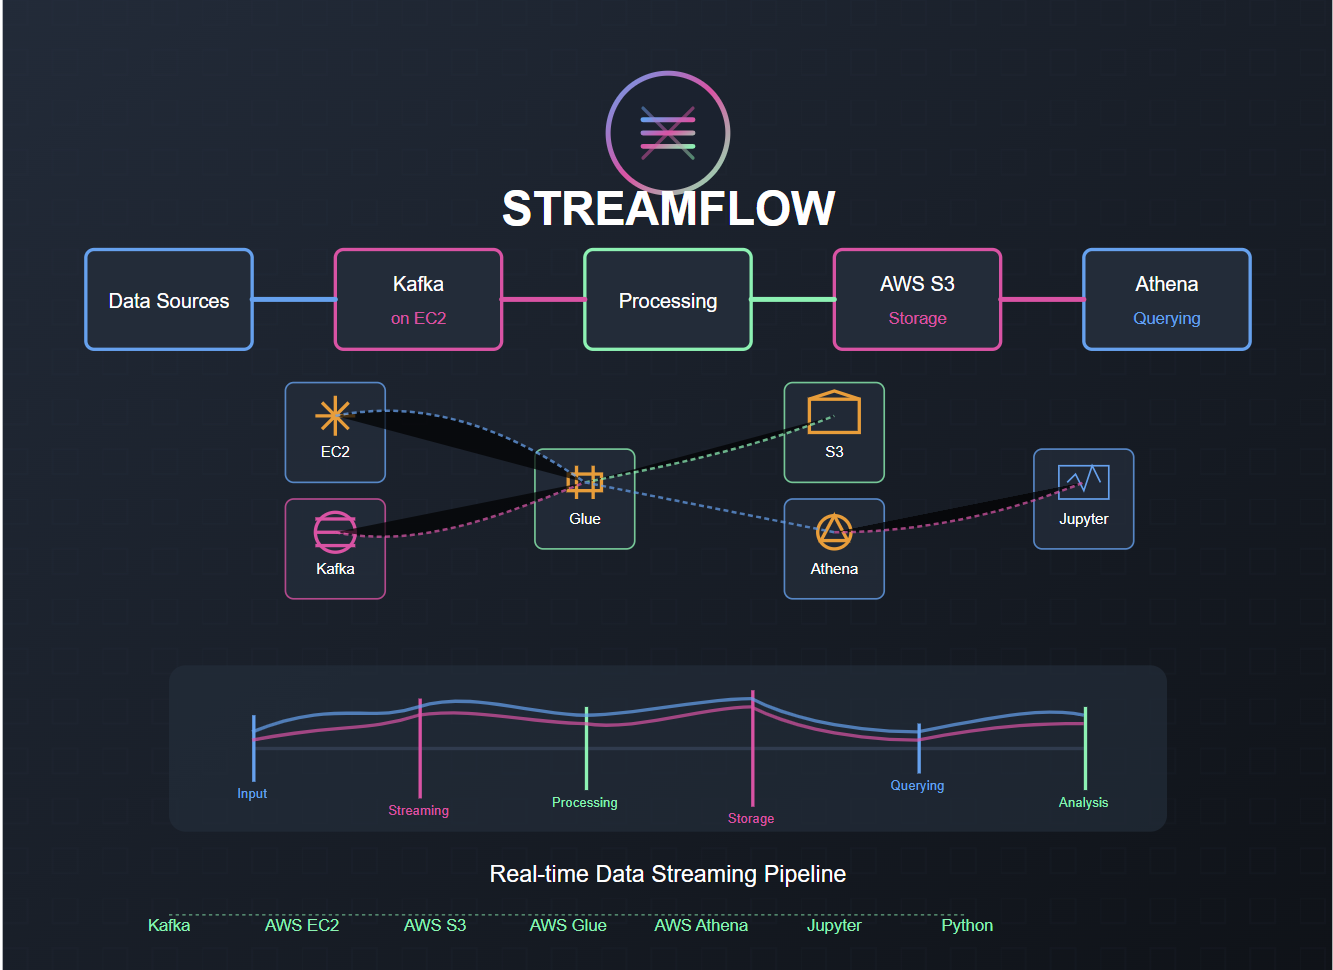 STREAMFLOW
Data Sources
Kafka
on EC2
Processing
AWS S3
Storage
Athena
Querying
EC2
S3
Glue
Jupyter
Kafka
Athena
Input
Streaming
Processing
Storage
Querying
Analysis
Real-time Data Streaming Pipeline
Kafka AWS EC2 AWS S3 AWS Glue AWS Athena Jupyter Python